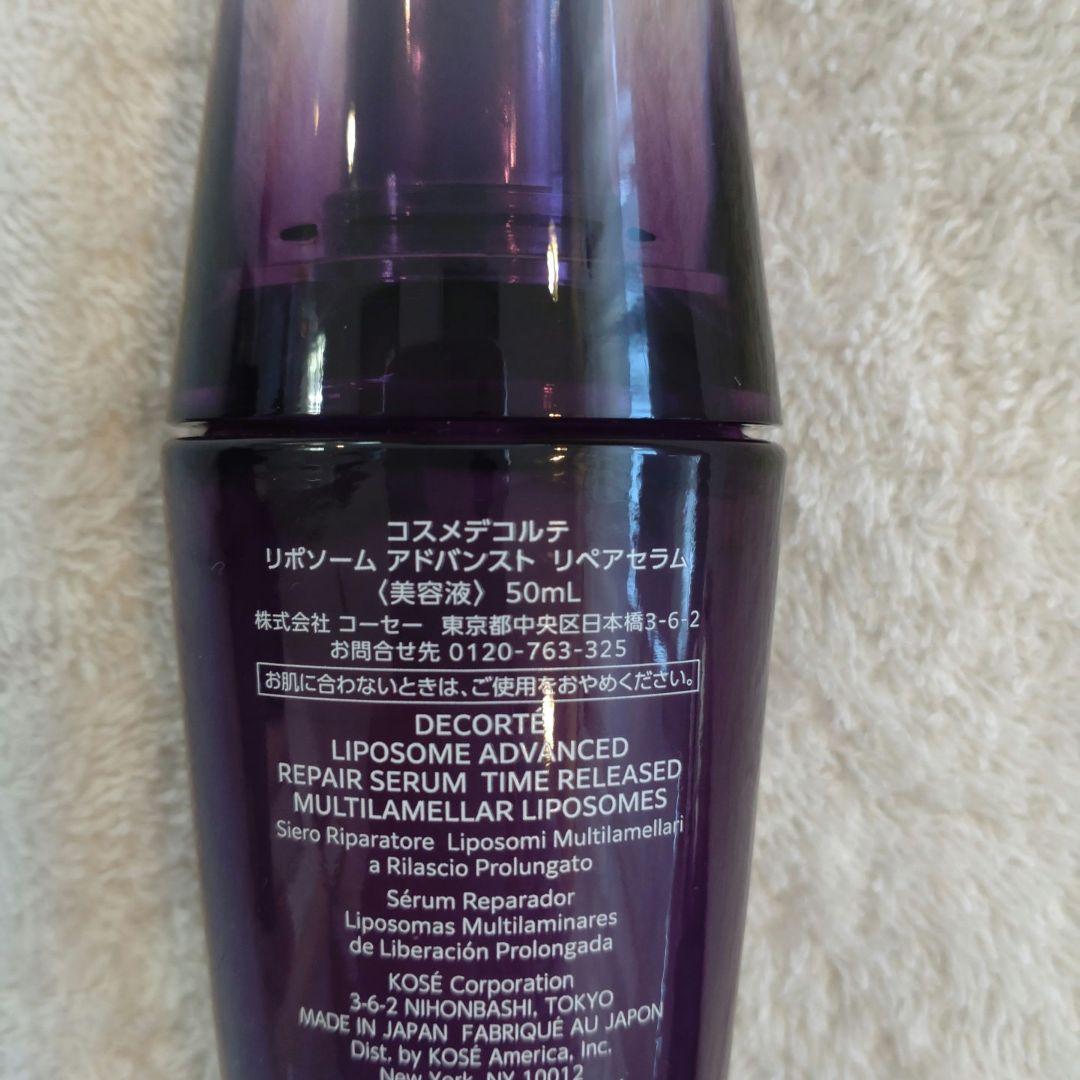 コスメデコルテ
リポソーム アドバンスト リペアセラム
〈美容液〉 50mL
株式会社 コーセー 東京都中央区日本橋3-6-2
お問合せ先 0120-763-325
お肌に合わないときは、ご使用をおやめください。
DECORTÉ
LIPOSOME ADVANCED
REPAIR SERUM TIME RELEASED
MULTILAMELLAR LIPOSOMES
Siero Riparatore Liposomi Multilamellari
a Rilascio Prolungato
Sérum Reparador
Liposomas Multilaminares
de Liberación Prolongada
KOSÉ Corporation
3-6-2 NIHONBASHI, TOKYO
MADE IN JAPAN FABRIQUÉ AU JAPON
Dist. by KOSÉ America, Inc.
New York, NY 10012